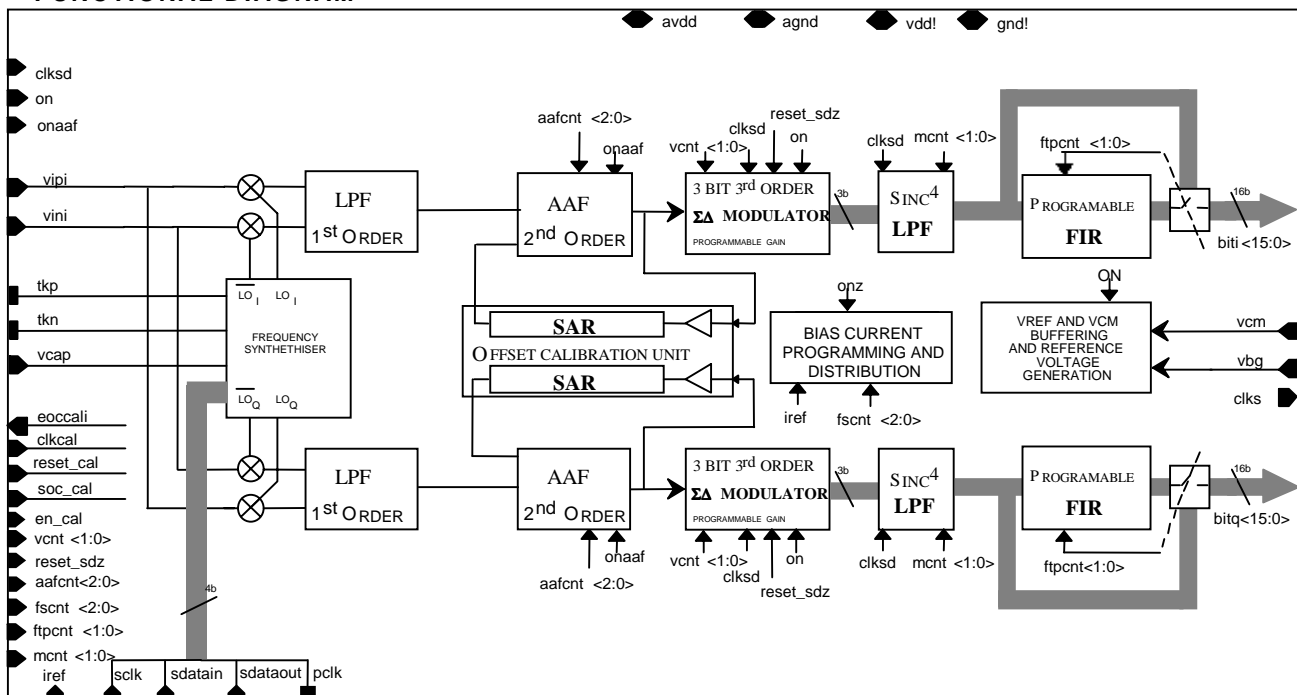 avdd agnd vdd! gnd!
clksd
on
onaaf
aafcnt <2:0>
onaaf
vcnt <1:0>
clksd
reset_sdz
on
clksd
mcnt <1:0>
ftpcnt <1:0>
vipi
vini
LPF
1st ORDER
AAF
2nd ORDER
3 BIT 3rd ORDER
ΣΔ MODULATOR
PROGRAMMABLE GAIN
3b
SINC4
LPF
PROGRAMABLE
FIR
16b
biti<15:0>
tkp
tkn
vcap
LO I LO I
FREQUENCY
SYNTHETHISER
LO Q LO Q
SAR
OFFSET CALIBRATION UNIT
SAR
onz
BIAS CURRENT
PROGRAMMING AND
DISTRIBUTION
iref
fscnt <2:0>
ON
VREF AND VCM
BUFFERING
AND REFERENCE
VOLTAGE
GENERATION
vcm
vbg
clks
eoccali
clkcal
reset_cal
soc_cal
en_cal
vcnt <1:0>
reset_sdz
aafcnt<2:0>
fscnt <2:0>
ftpcnt <1:0>
mcnt <1:0>
iref
LPF
1st ORDER
AAF
2nd ORDER
onaaf
aafcnt <2:0>
3 BIT 3rd ORDER
ΣΔ MODULATOR
PROGRAMMABLE GAIN
vcnt <1:0>
clksd
reset_sdz
on
3b
SINC4
LPF
clksd
mcnt <1:0>
PROGRAMABLE
FIR
ftpcnt<1:0>
16b
bitq<15:0>
4b
sclk sdatain sdataout pclk